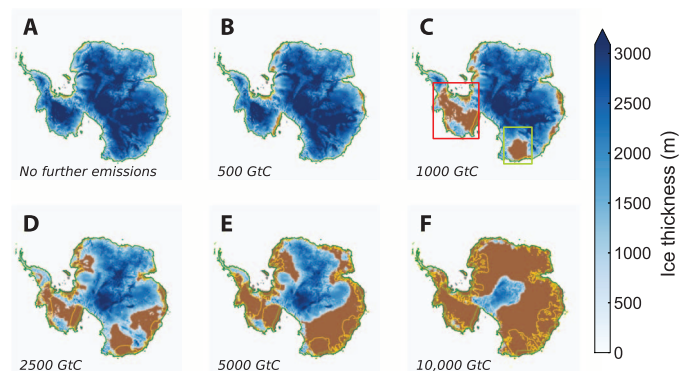 A
B
C
No further emissions
500 GtC
1000 GtC
D
E
F
2500 GtC
5000 GtC
10,000 GtC
3000
2500
2000
1500
1000
500
0
Ice thickness (m)